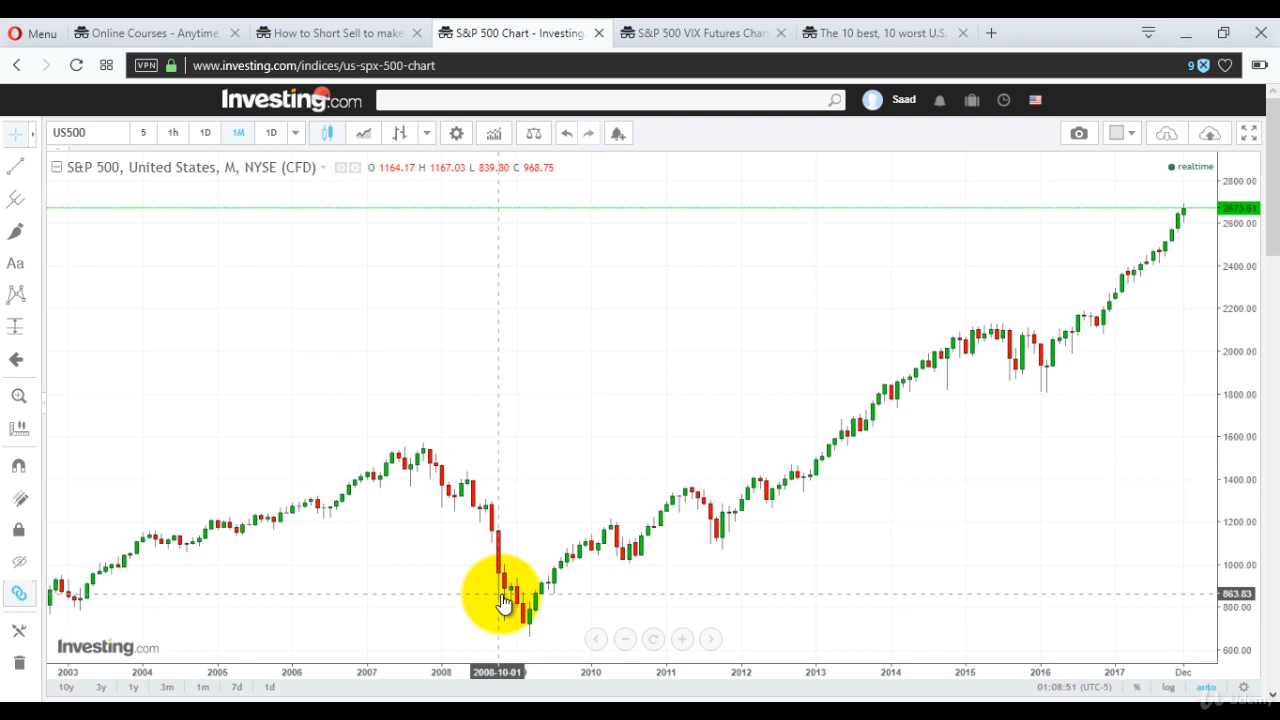 Menu
Online Courses - Anytime,
How to Short Sell to make
S&P 500 Chart - Investing
S&P 500 VIX Futures Char
The 10 best, 10 worst U.S.
VPN
www.investing.com/indices/us-spx-500-chart
9
Investing.com
Saad
US500
5
1h
1D
1M
1D
S&P 500, United States, M, NYSE (CFD)
O 1164.17 H 1167.03 L 839.80 C 968.75
realtime
Aa
2800.00
2673.61
2600.00
2400.00
2200.00
2000.00
1800.00
1600.00
1400.00
1200.00
1000.00
863.83
800.00
600.00
Investing.com
2003
2004
2005
2006
2007
2008
2008-10-01
2010
2011
2012
2013
2014
2015
2016
2017
Dec
10y
3y
1y
3m
1m
7d
1d
01:08:51 (UTC-5)
%
log
auto
Udemy